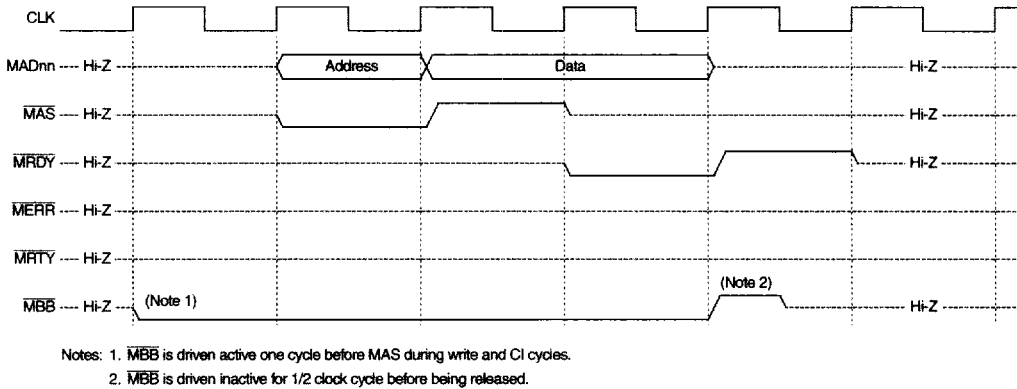 CLK
MADnn Hi-Z Address Data Hi-Z
MAS Hi-Z Hi-Z
MRDY Hi-Z Hi-Z
MERR Hi-Z
MRTY Hi-Z
MBB Hi-Z (Note 1) (Note 2) Hi-Z
Notes: 1. MBB is driven active one cycle before MAS during write and CI cycles.
2. MBB is driven inactive for 1/2 clock cycle before being released.